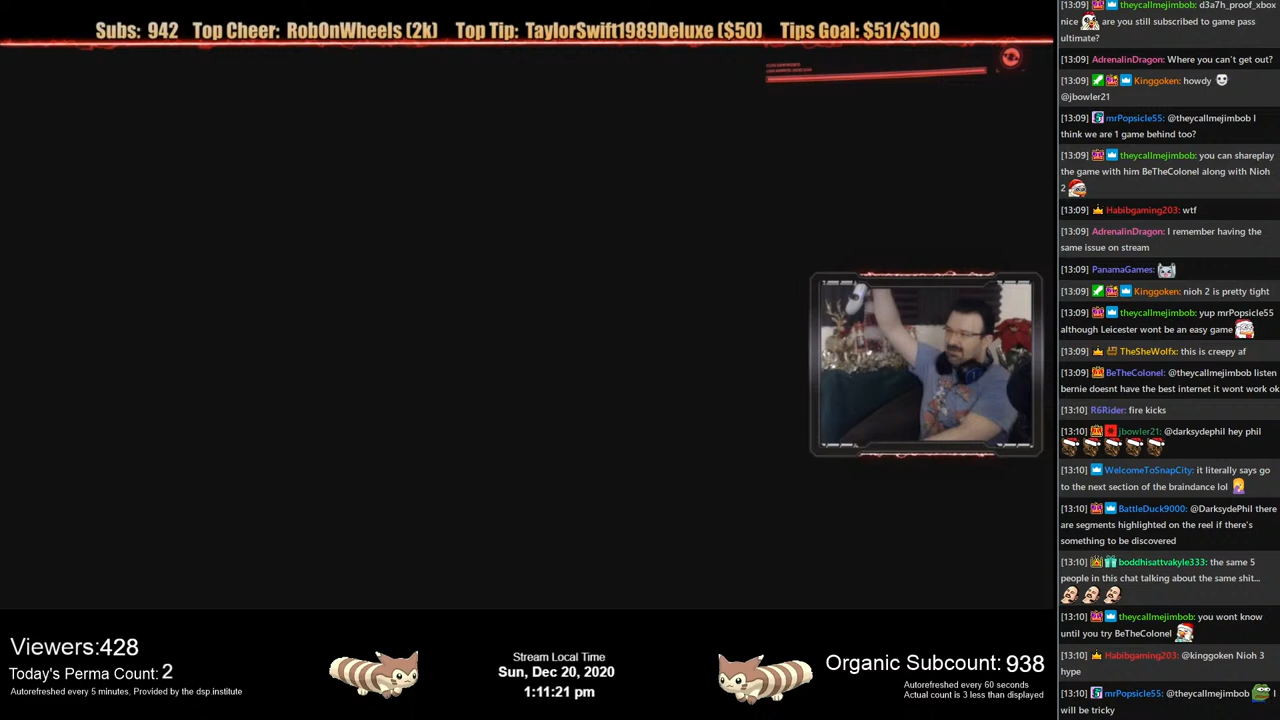 Subs: 942 Top Cheer: RobOnWheels (2k) Top Tip: TaylorSwift1989Deluxe ($50) Tips Goal: $51/$100
Viewers:428
Today's Perma Count: 2
Autorefreshed every 5 minutes, Provided by the dsp institute
Stream Local Time
Sun, Dec 20, 2020
1:11:21 pm
Organic Subcount: 938
Autorefreshed every 60 seconds
Actual count is 3 less than displayed
[13:09] theycallmejimbob: d3a7h_proof_xbox
nice are you still subscribed to game pass
ultimate?
[13:09] AdrenalinDragon: Where you can't get out?
[13:09] Kinggoken: howdy
@jbowler21
[13:09] mrPopsicle55: @theycallmejimbob I
think we are 1 game behind too?
[13:09] theycallmejimbob: you can shareplay
the game with him BeTheColonel along with Nioh
2
[13:09] Habibgaming203: wtf
[13:09] AdrenalinDragon: I remember having the
same issue on stream
[13:09] PanamaGames:
[13:09] Kinggoken: nioh 2 is pretty tight
[13:09] theycallmejimbob: yup mrPopsicle55
although Leicester wont be an easy game
[13:09] TheSheWolfx: this is creepy af
[13:09] BeTheColonel: @theycallmejimbob listen
bernie doesnt have the best internet it wont work ok
[13:10] R6Rider: fire kicks
[13:10] jbowler21: @darksydephil hey phil
[13:10] WelcomeToSnapCity: it literally says go
to the next section of the braindance lol
[13:10] BattleDuck9000: @DarksydePhil there
are segments highlighted on the reel if there's
something to be discovered
[13:10] boddhisattvakyle333: the same 5
people in this chat talking about the same shit...
[13:10] theycallmejimbob: you wont know
until you try BeTheColonel
[13:10] Habibgaming203: @kinggoken Nioh 3
hype
[13:10] mrPopsicle55: @theycallmejimbob I
will be tricky